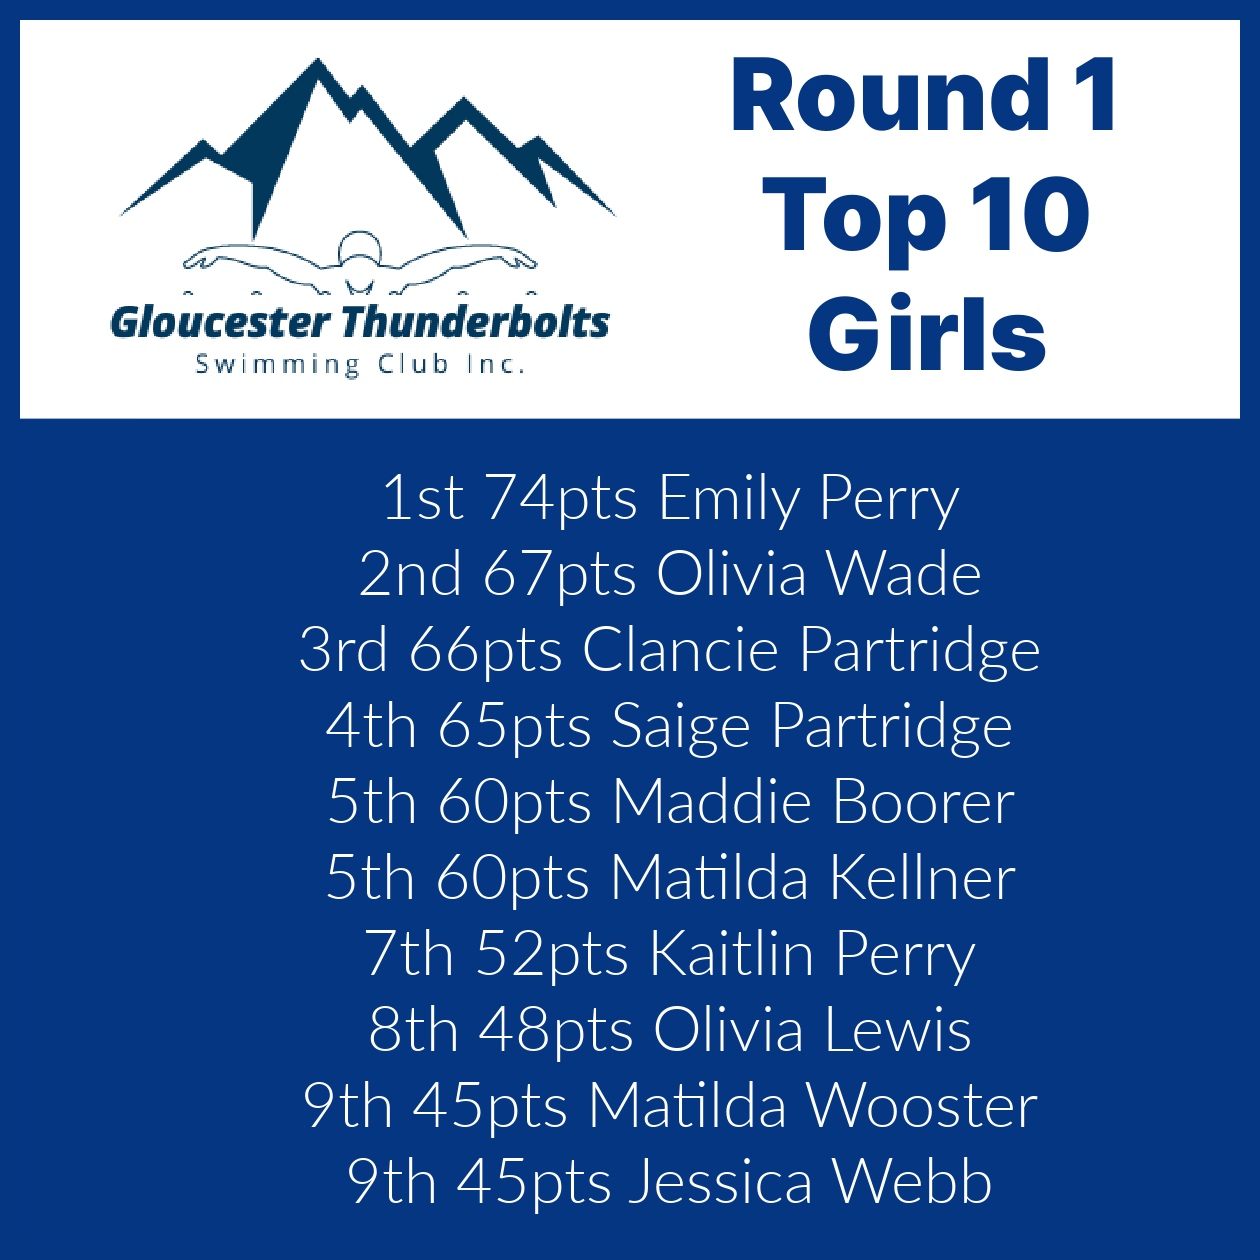 Gloucester Thunderbolts
Swimming Club Inc.
Round 1
Top 10
Girls
1st 74pts Emily Perry
2nd 67pts Olivia Wade
3rd 66pts Clancie Partridge
4th 65pts Saige Partridge
5th 60pts Maddie Boorer
5th 60pts Matilda Kellner
7th 52pts Kaitlin Perry
8th 48pts Olivia Lewis
9th 45pts Matilda Wooster
9th 45pts Jessica Webb